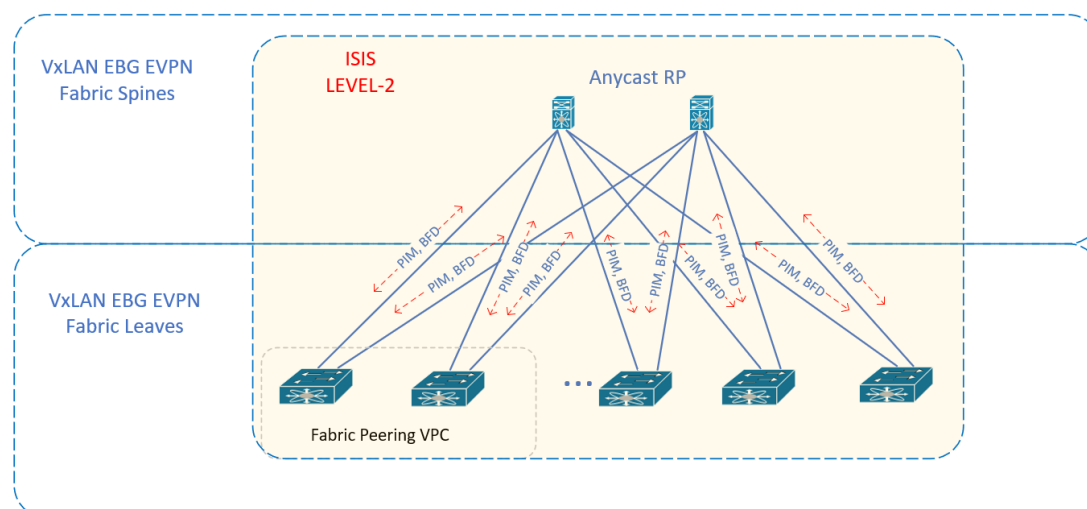 VxLAN EBG EVPN
Fabric Spines
ISIS
LEVEL-2
Anycast RP
PIM, BFD
PIM, BFD
PIM, BFD
PIM, BFD
PIM, BFD
PIM, BFD
PIM, BFD
PIM, BFD
PIM, BFD
PIM, BFD
VxLAN EBG EVPN
Fabric Leaves
...
Fabric Peering VPC